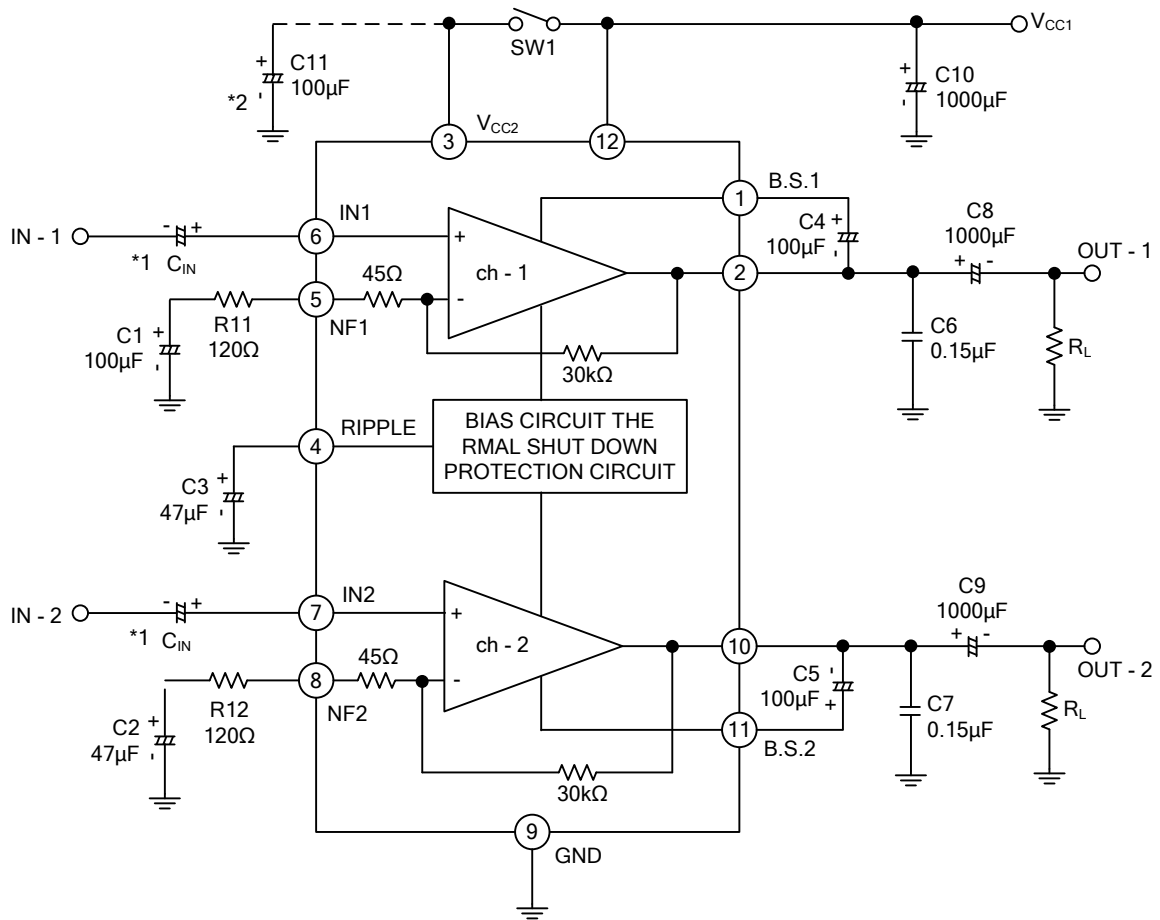 C11
100µF
*2
+
-
SW1
VCC1
+
-
C10
1000µF
3
VCC2
12
1
B.S.1
IN - 1
- +
*1 CIN
6
IN1
+
-
ch - 1
C4 +
100µF -
2
C8
1000µF
+ -
OUT - 1
5
NF1
45Ω
R11
120Ω
C1 +
100µF -
30kΩ
C6
0.15µF
RL
4
RIPPLE
BIAS CIRCUIT THE
RMAL SHUT DOWN
PROTECTION CIRCUIT
C3 +
47µF -
IN - 2
- +
*1 CIN
7
IN2
+
-
ch - 2
10
C9
1000µF
+ -
OUT - 2
8
NF2
45Ω
R12
120Ω
C2 +
47µF -
30kΩ
C5 -
100µF +
11
B.S.2
C7
0.15µF
RL
9
GND